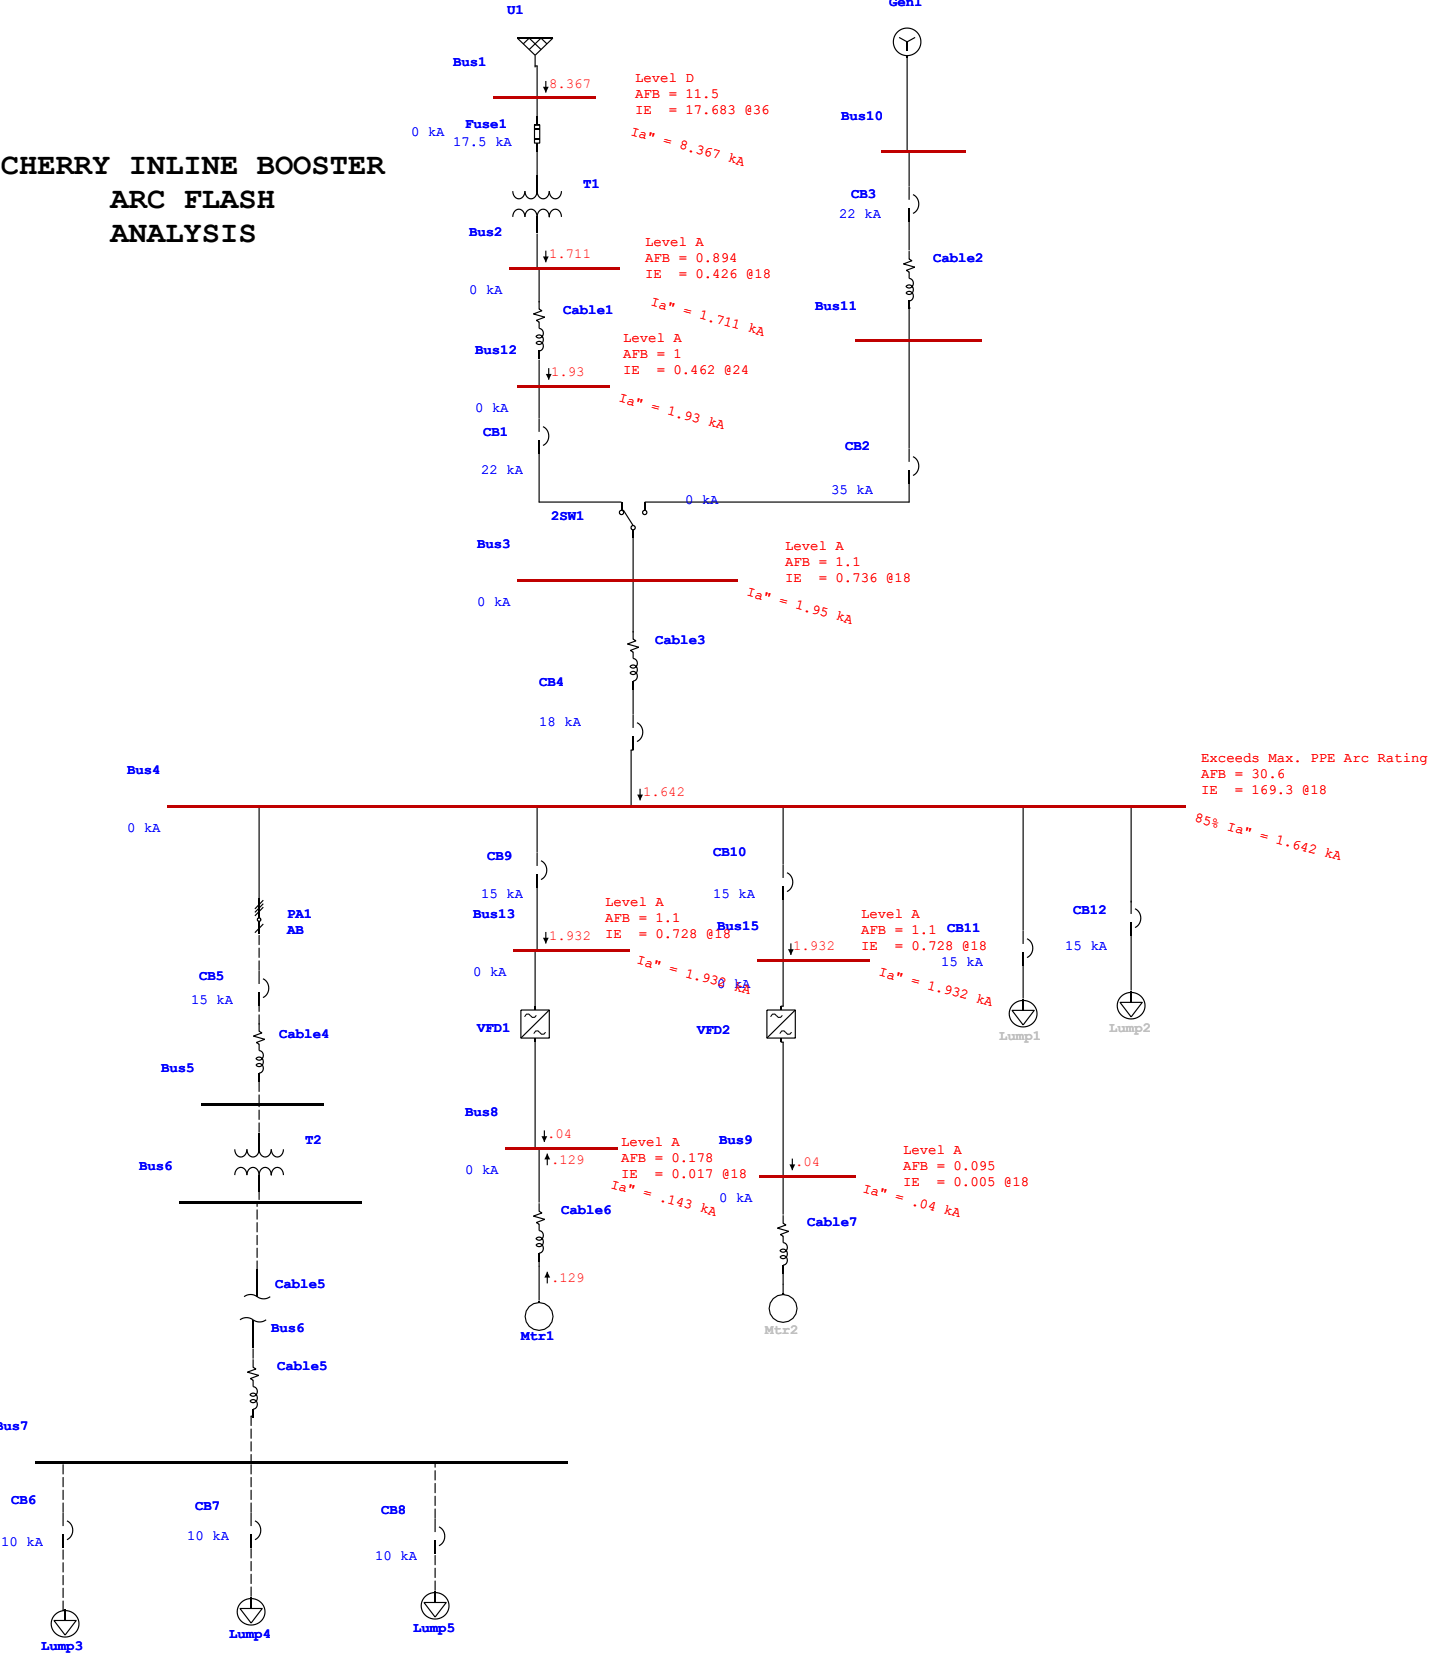 U1
Gen1
Bus1
8.367
Level D
AFB = 11.5
IE  = 17.683 @36
Ia" = 8.367 kA
Fuse1
0 kA
17.5 kA
Bus10
CHERRY INLINE BOOSTER
ARC FLASH
ANALYSIS
T1
CB3
22 kA
Bus2
1.711
Level A
AFB = 0.894
IE  = 0.426 @18
Ia" = 1.711 kA
0 kA
Cable2
Cable1
Bus11
Bus12
1.93
Level A
AFB = 1
IE  = 0.462 @24
Ia" = 1.93 kA
0 kA
CB1
22 kA
CB2
35 kA
0 kA
2SW1
Bus3
Level A
AFB = 1.1
IE  = 0.736 @18
Ia" = 1.95 kA
0 kA
Cable3
CB4
18 kA
Bus4
1.642
Exceeds Max. PPE Arc Rating
AFB = 30.6
IE  = 169.3 @18
85% Ia" = 1.642 kA
0 kA
CB9
15 kA
CB10
15 kA
PA1
AB
Bus13
1.932
Level A
AFB = 1.1
IE  = 0.728 @18
Ia" = 1.932 kA
0 kA
Bus15
1.932
Level A
AFB = 1.1
IE  = 0.728 @18
Ia" = 1.932 kA
0 kA
CB11
15 kA
CB12
15 kA
CB5
15 kA
Cable4
VFD1
VFD2
Lump1
Lump2
Bus5
T2
Bus6
Bus8
.04
.129
Level A
AFB = 0.178
IE  = 0.017 @18
Ia" = .143 kA
0 kA
Bus9
.04
Level A
AFB = 0.095
IE  = 0.005 @18
Ia" = .04 kA
0 kA
Cable6
Cable7
.129
Mtr1
Mtr2
Cable5
Bus6
Cable5
Bus7
CB6
10 kA
CB7
10 kA
CB8
10 kA
Lump3
Lump4
Lump5